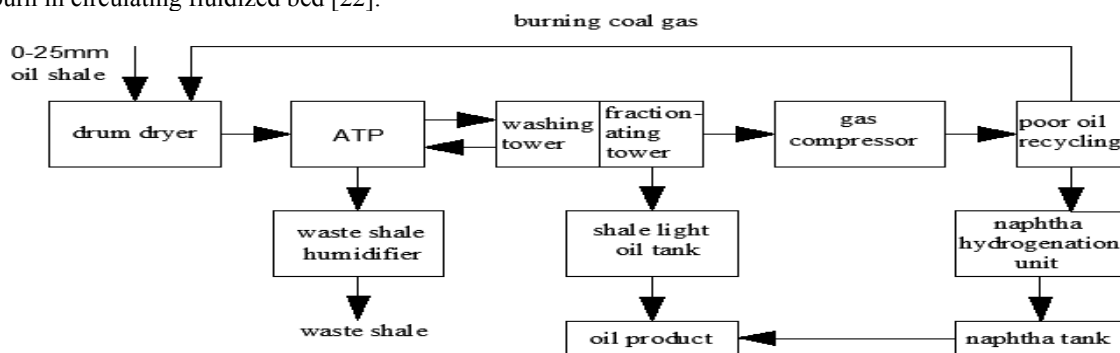 burn in circulating fluidized bed [22].
burning coal gas
0-25mm
oil shale
drum dryer
ATP
washing
tower
fraction-
ating
tower
gas
compressor
poor oil
recycling
waste shale
humidifier
shale light
oil tank
naphtha
hydrogenation
unit
waste shale
oil product
naphtha tank